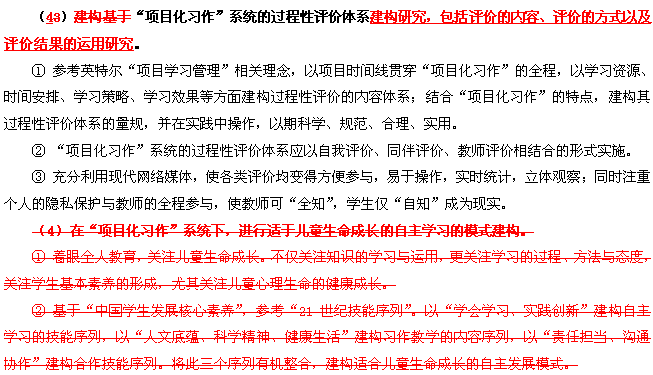 （43）建构基于“项目化习作”系统的过程性评价体系建构研究，包括评价的内容、评价的方式以及
评价结果的运用研究。
① 参考英特尔“项目学习管理”相关理念，以项目时间线贯穿“项目化习作”的全程，以学习资源、
时间安排、学习策略、学习效果等方面建构过程性评价的内容体系；结合“项目化习作”的特点，建构其
过程性评价体系的量规，并在实践中操作，以期科学、规范、合理、实用。
② “项目化习作”系统的过程性评价体系应以自我评价、同伴评价、教师评价相结合的形式实施。
③ 充分利用现代网络媒体，使各类评价均变得方便参与，易于操作，实时统计，立体观察；同时注重
个人的隐私保护与教师的全程参与，使教师可“全知”，学生仅“自知”成为现实。
（4）在“项目化习作”系统下，进行适于儿童生命成长的自主学习的模式建构。
① 着眼全人教育，关注儿童生命成长。不仅关注知识的学习与运用，更关注学习的过程、方法与态度，
关注学生基本素养的形成，尤其关注儿童心理生命的健康成长。
② 基于“中国学生发展核心素养”，参考“21 世纪技能序列”。以“学会学习、实践创新”建构自主
学习的技能序列，以“人文底蕴、科学精神、健康生活”建构习作教学的内容序列，以“责任担当、沟通
协作”建构合作技能序列。将此三个序列有机整合，建构适合儿童生命成长的自主发展模式。